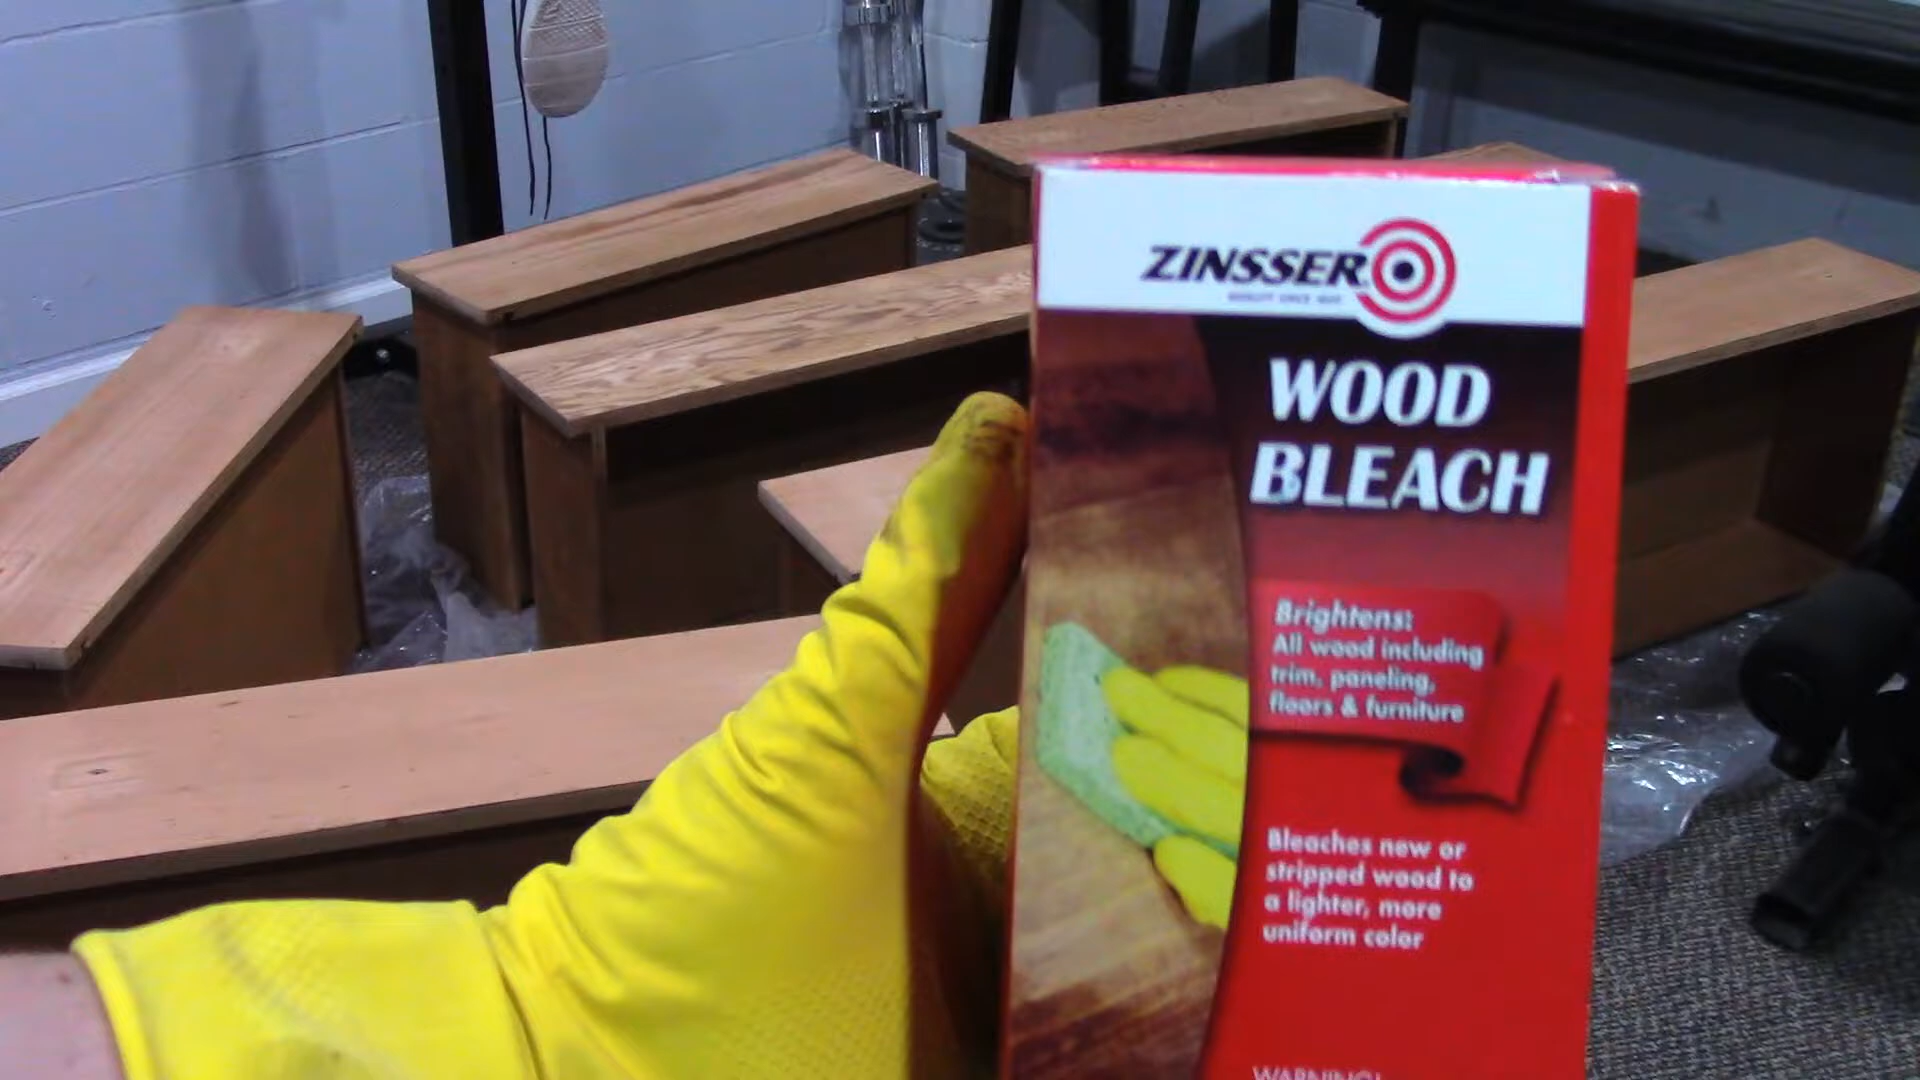 ZINSSER
WOOD
BLEACH
Brightens:
All wood including
trim, paneling,
floors & furniture
Bleaches new or
stripped wood to
a lighter, more
uniform color
WARNING!